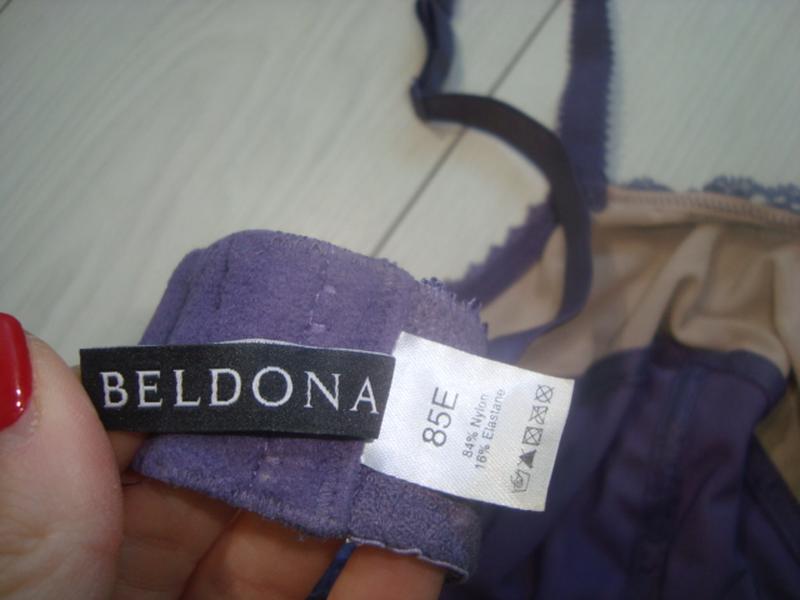 BELDONA
85E
84% Nylon
16% Elastane